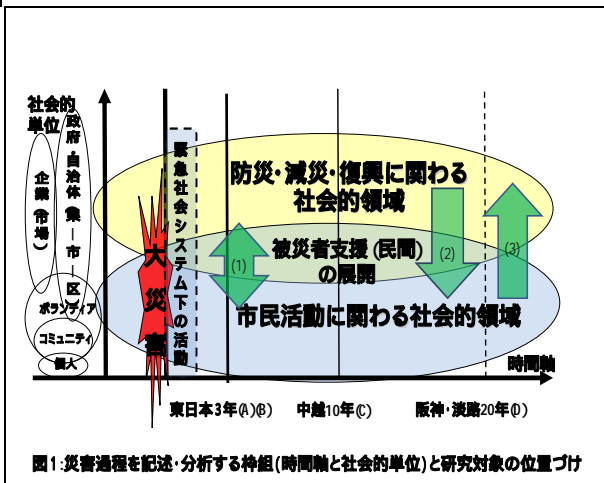 社会的
単位
政府・自治体（集―市―区）
企業（市場）
ボランティア
コミュニティ
個人
大災害
緊急社会システム下の活動
防災・減災・復興に関わる
社会的領域
被災者支援（民間）
の展開
市民活動に関わる社会的領域
(1)
(2)
(3)
時間軸
東日本3年(A)(B)
中越10年(C)
阪神・淡路20年(D)
図1:災害過程を記述・分析する枠組(時間軸と社会的単位)と研究対象の位置づけ